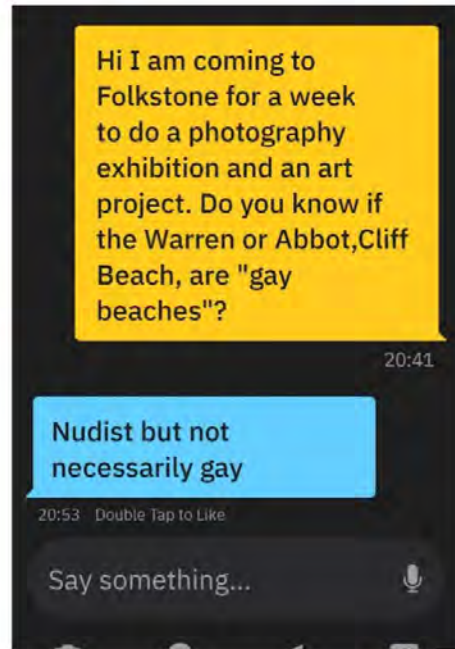 Hi I am coming to
Folkstone for a week
to do a photography
exhibition and an art
project. Do you know if
the Warren or Abbot,Cliff
Beach, are "gay
beaches"?
20:41
Nudist but not
necessarily gay
20:53 Double Tap to Like
Say something...